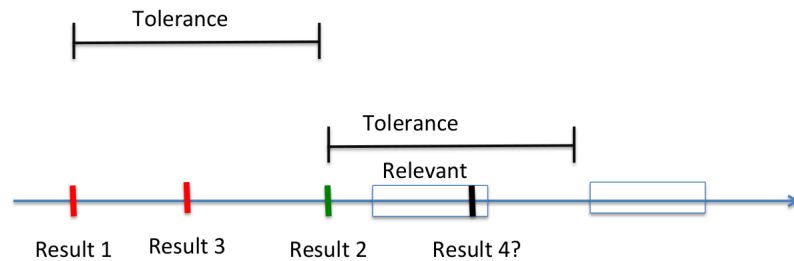 Tolerance
Tolerance
Relevant
Result 1
Result 3
Result 2
Result 4?